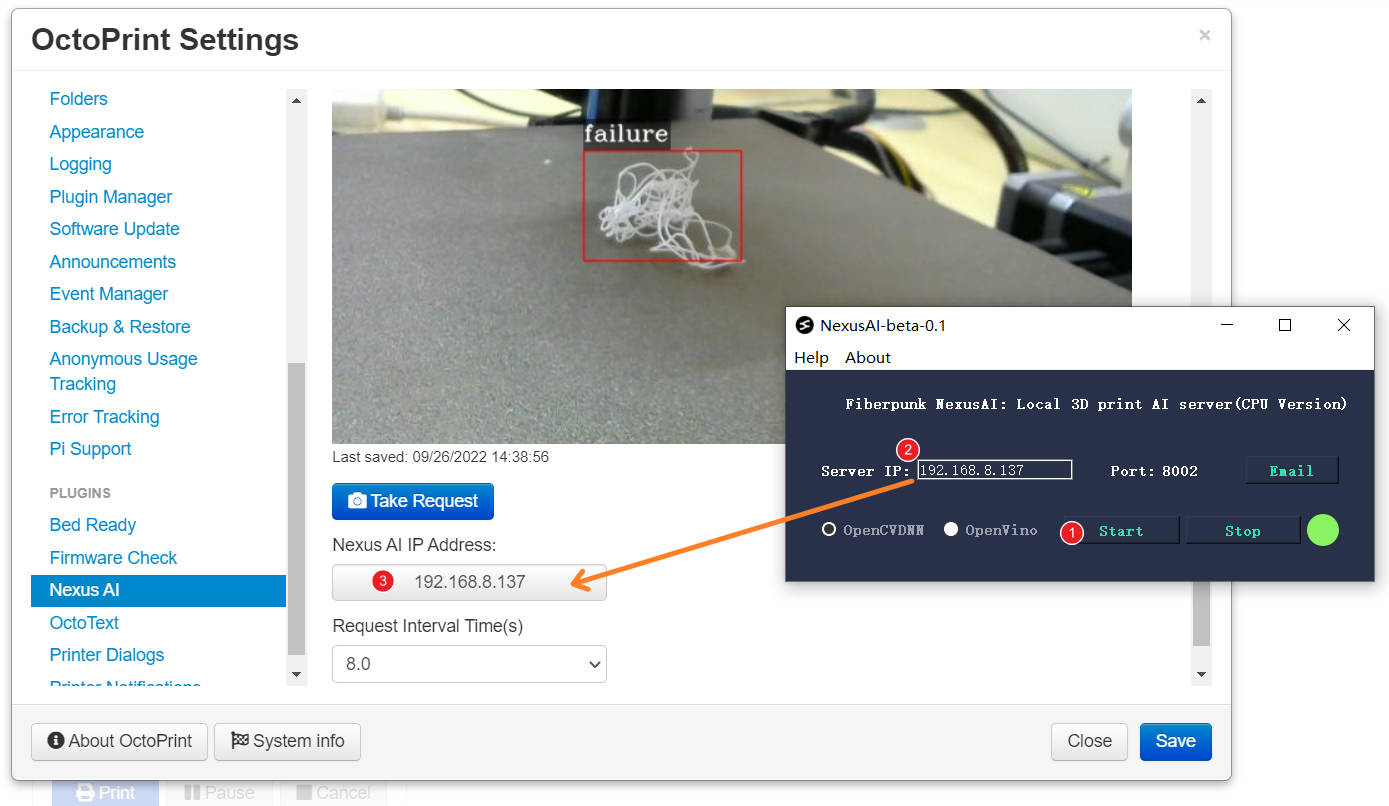 OctoPrint Settings
×
Folders
Appearance
Logging
Plugin Manager
Software Update
Announcements
Event Manager
Backup & Restore
Anonymous Usage
Tracking
Error Tracking
Pi Support
PLUGINS
Bed Ready
Firmware Check
Nexus AI
OctoText
Printer Dialogs
Printer Notifications
failure
Last saved: 09/26/2022 14:38:56
Take Request
Nexus AI IP Address:
3 192.168.8.137
Request Interval Time(s)
8.0
NexusAI-beta-0.1
Help About
Fiberpunk NexusAI: Local 3D print AI server(CPU Version)
2
Server IP: 192.168.8.137 Port: 8002 Email
OpenCVDNN OpenVino 1 Start Stop
About OctoPrint System info Close Save
Print Pause Cancel